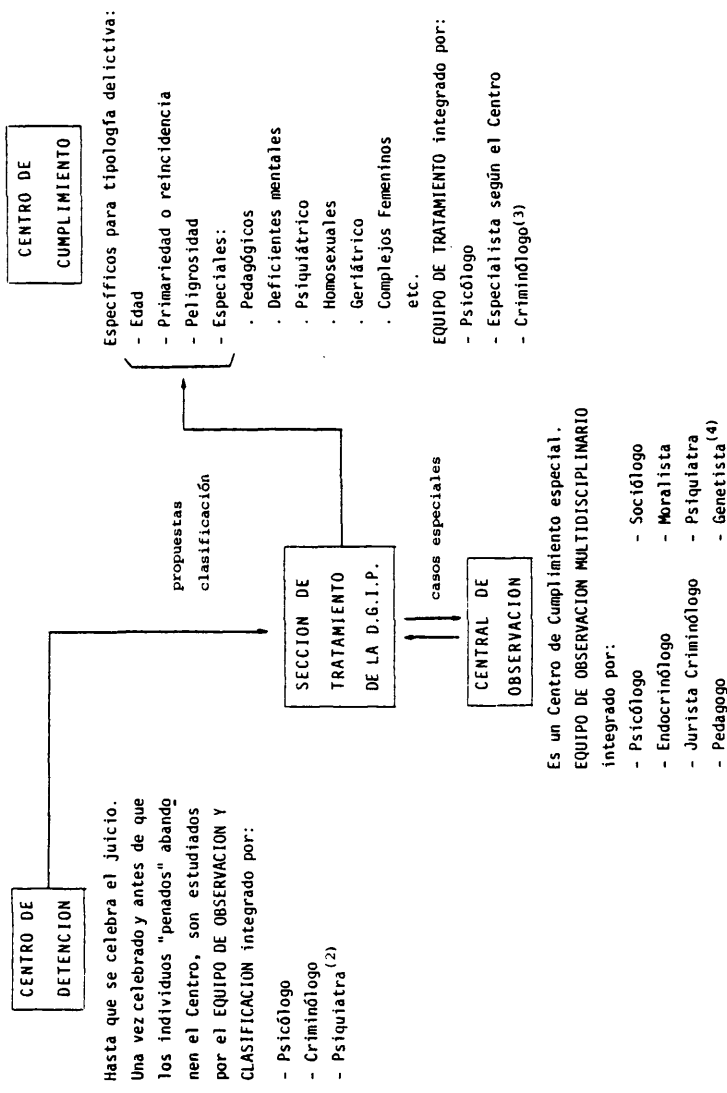 CENTRO DE
DETENCION
Hasta que se celebra el juicio.
Una vez celebrado y antes de que
los individuos "penados" abando
nen el Centro, son estudiados
por el EQUIPO DE OBSERVACION Y
CLASIFICACION integrado por:
- Psicólogo
- Criminólogo
- Psiquiatra(2)
propuestas
clasificación
SECCION DE
TRATAMIENTO
DE LA D.G.I.P.
casos especiales
CENTRAL DE
OBSERVACION
Es un Centro de Cumplimiento especial.
EQUIPO DE OBSERVACION MULTIDISCIPLINARIO
integrado por:
- Psicólogo - Sociólogo
- Endocrinólogo - Moralista
- Jurista Criminólogo - Psiquiatra
- Pedagogo - Genetista(4)
CENTRO DE
CUMPLIMIENTO
Específicos para tipología delictiva:
- Edad
- Primariedad o reincidencia
- Peligrosidad
- Especiales:
. Pedagógicos
. Deficientes mentales
. Psiquiátrico
. Homosexuales
. Geriátrico
. Complejos Femeninos
etc.
EQUIPO DE TRATAMIENTO integrado por:
- Psicólogo
- Especialista según el Centro
- Criminólogo(3)